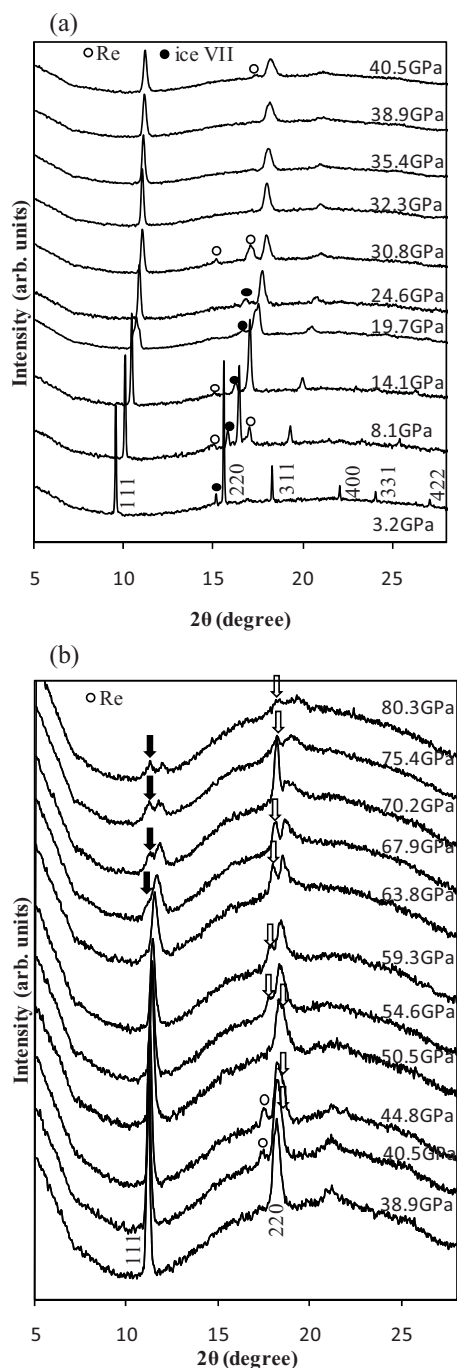 (a)
Re
ice VII
40.5GPa
38.9GPa
35.4GPa
32.3GPa
30.8GPa
24.6GPa
19.7GPa
14.1GPa
8.1GPa
111
220
311
400
331
422
3.2GPa
Intensity (arb. units)
5
10
15
20
25
2θ (degree)
(b)
Re
80.3GPa
75.4GPa
70.2GPa
67.9GPa
63.8GPa
59.3GPa
54.6GPa
50.5GPa
44.8GPa
40.5GPa
38.9GPa
111
220
Intensity (arb. units)
5
10
15
20
25
2θ (degree)